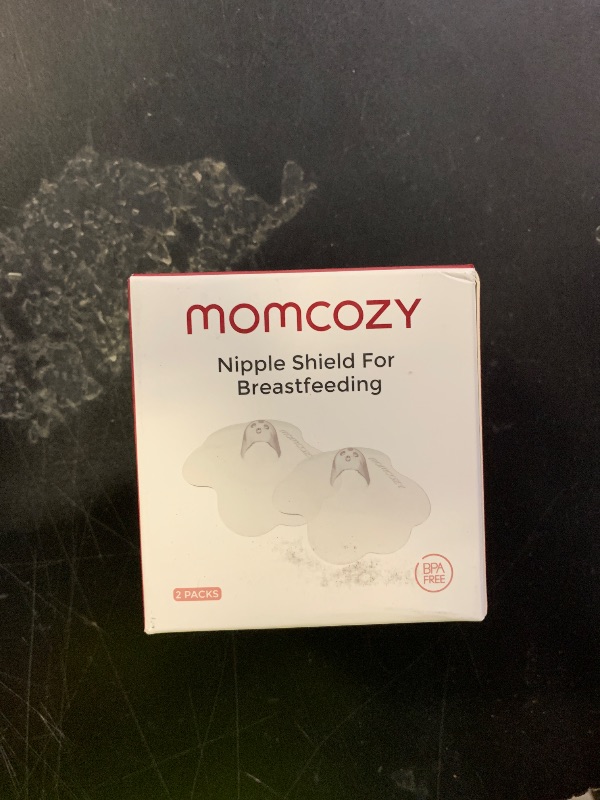 momcozy
Nipple Shield For
Breastfeeding
2 PACKS
BPA
FREE